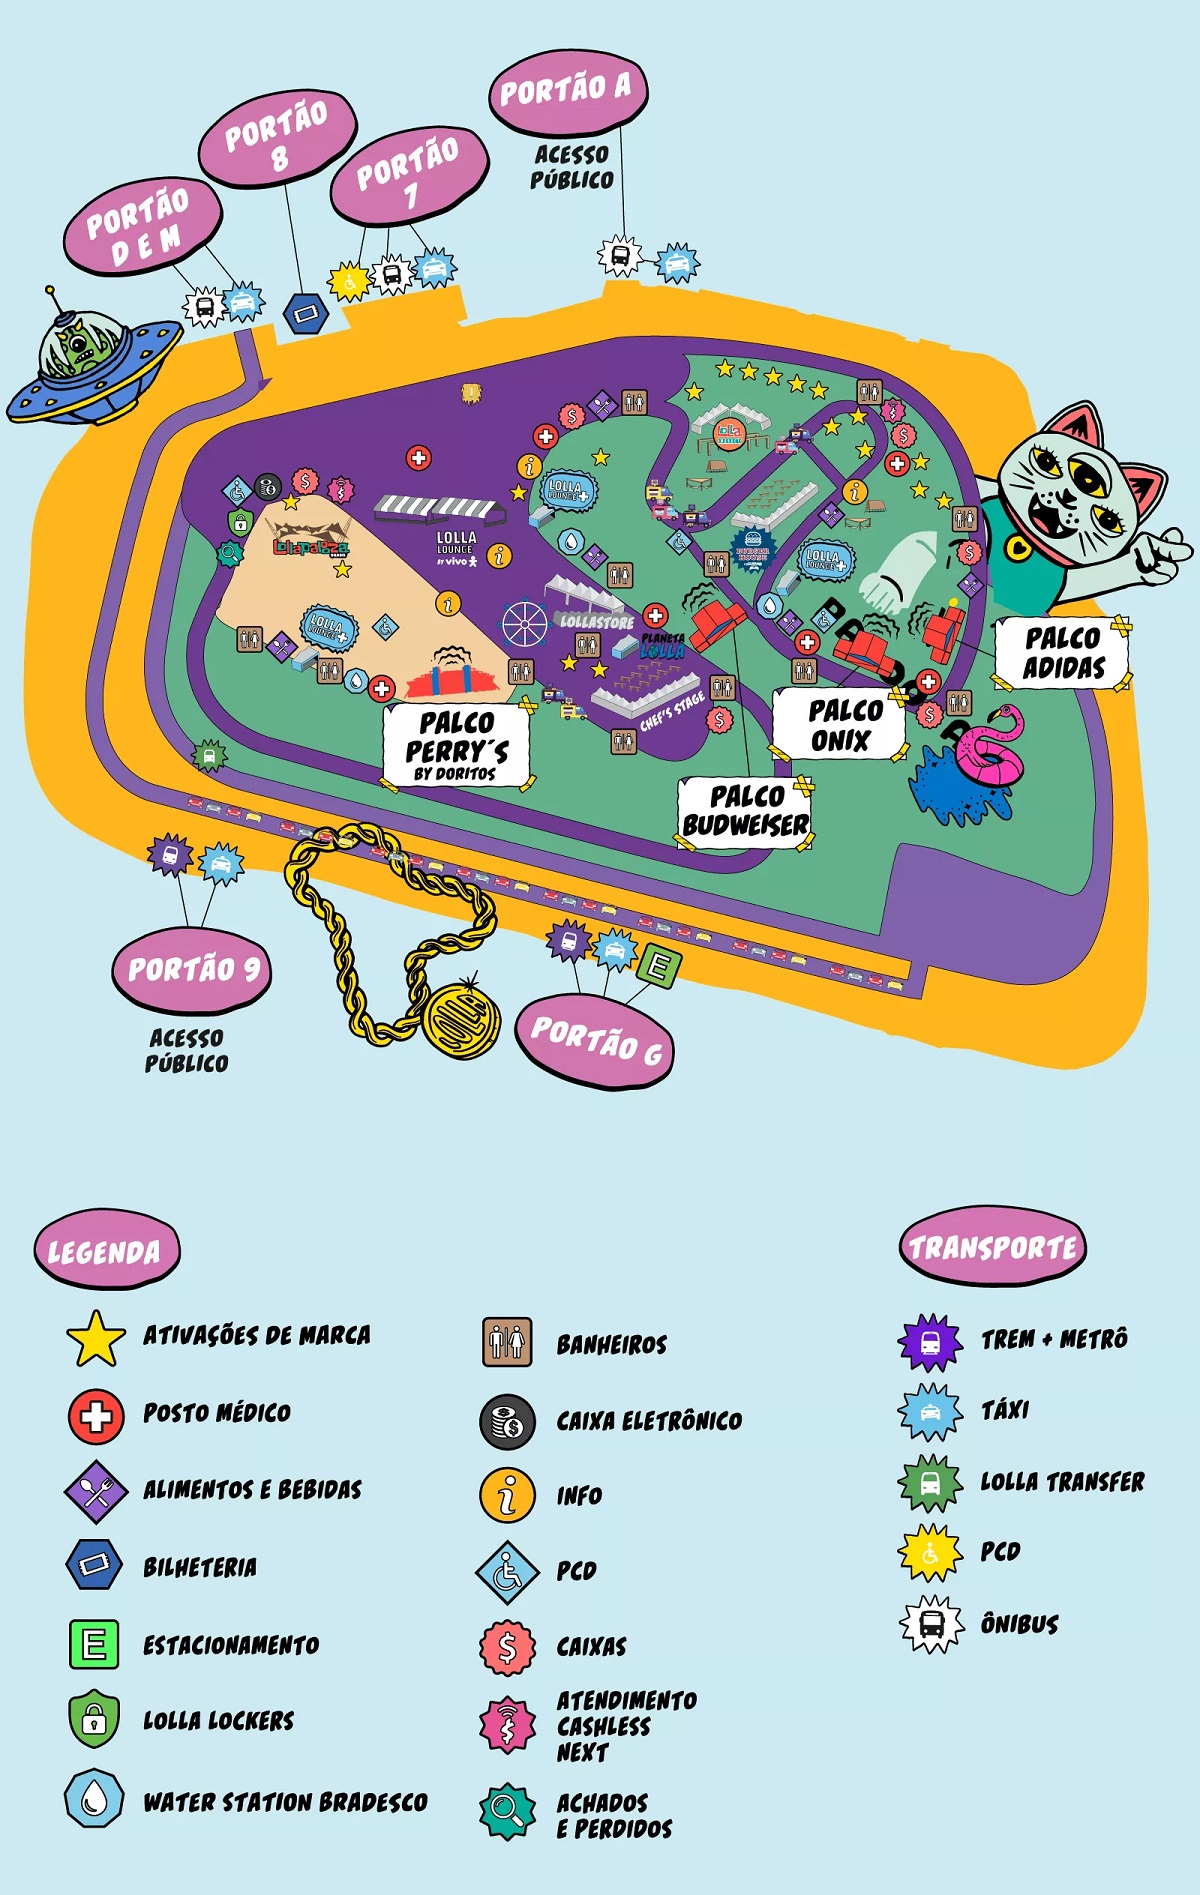 PORTÃO A
ACESSO
PÚBLICO
PORTÃO
8
PORTÃO
7
PORTÃO
D E M
LOLLA
LOUNGE+
LOLLA
LOLLA
LOUNGE
BY vivo
LOLLAPALOOZA
LOLLA
LOUNGE+
LOLLA
LOUNGE+
BURGER
HOUSE
LOLLASTORE
PLANETA
LOLLA
CHEF'S STAGE
PALCO
ADIDAS
PALCO
ONIX
PALCO
PERRY´S
BY DORITOS
PALCO
BUDWEISER
PORTÃO 9
ACESSO
PÚBLICO
LOLLA
E
PORTÃO G
LEGENDA
ATIVAÇÕES DE MARCA
POSTO MÉDICO
ALIMENTOS E BEBIDAS
BILHETERIA
E ESTACIONAMENTO
LOLLA LOCKERS
WATER STATION BRADESCO
BANHEIROS
CAIXA ELETRÔNICO
i INFO
PCD
$ CAIXAS
ATENDIMENTO
CASHLESS
NEXT
ACHADOS
E PERDIDOS
TRANSPORTE
TREM + METRÔ
TÁXI
LOLLA TRANSFER
PCD
ÔNIBUS